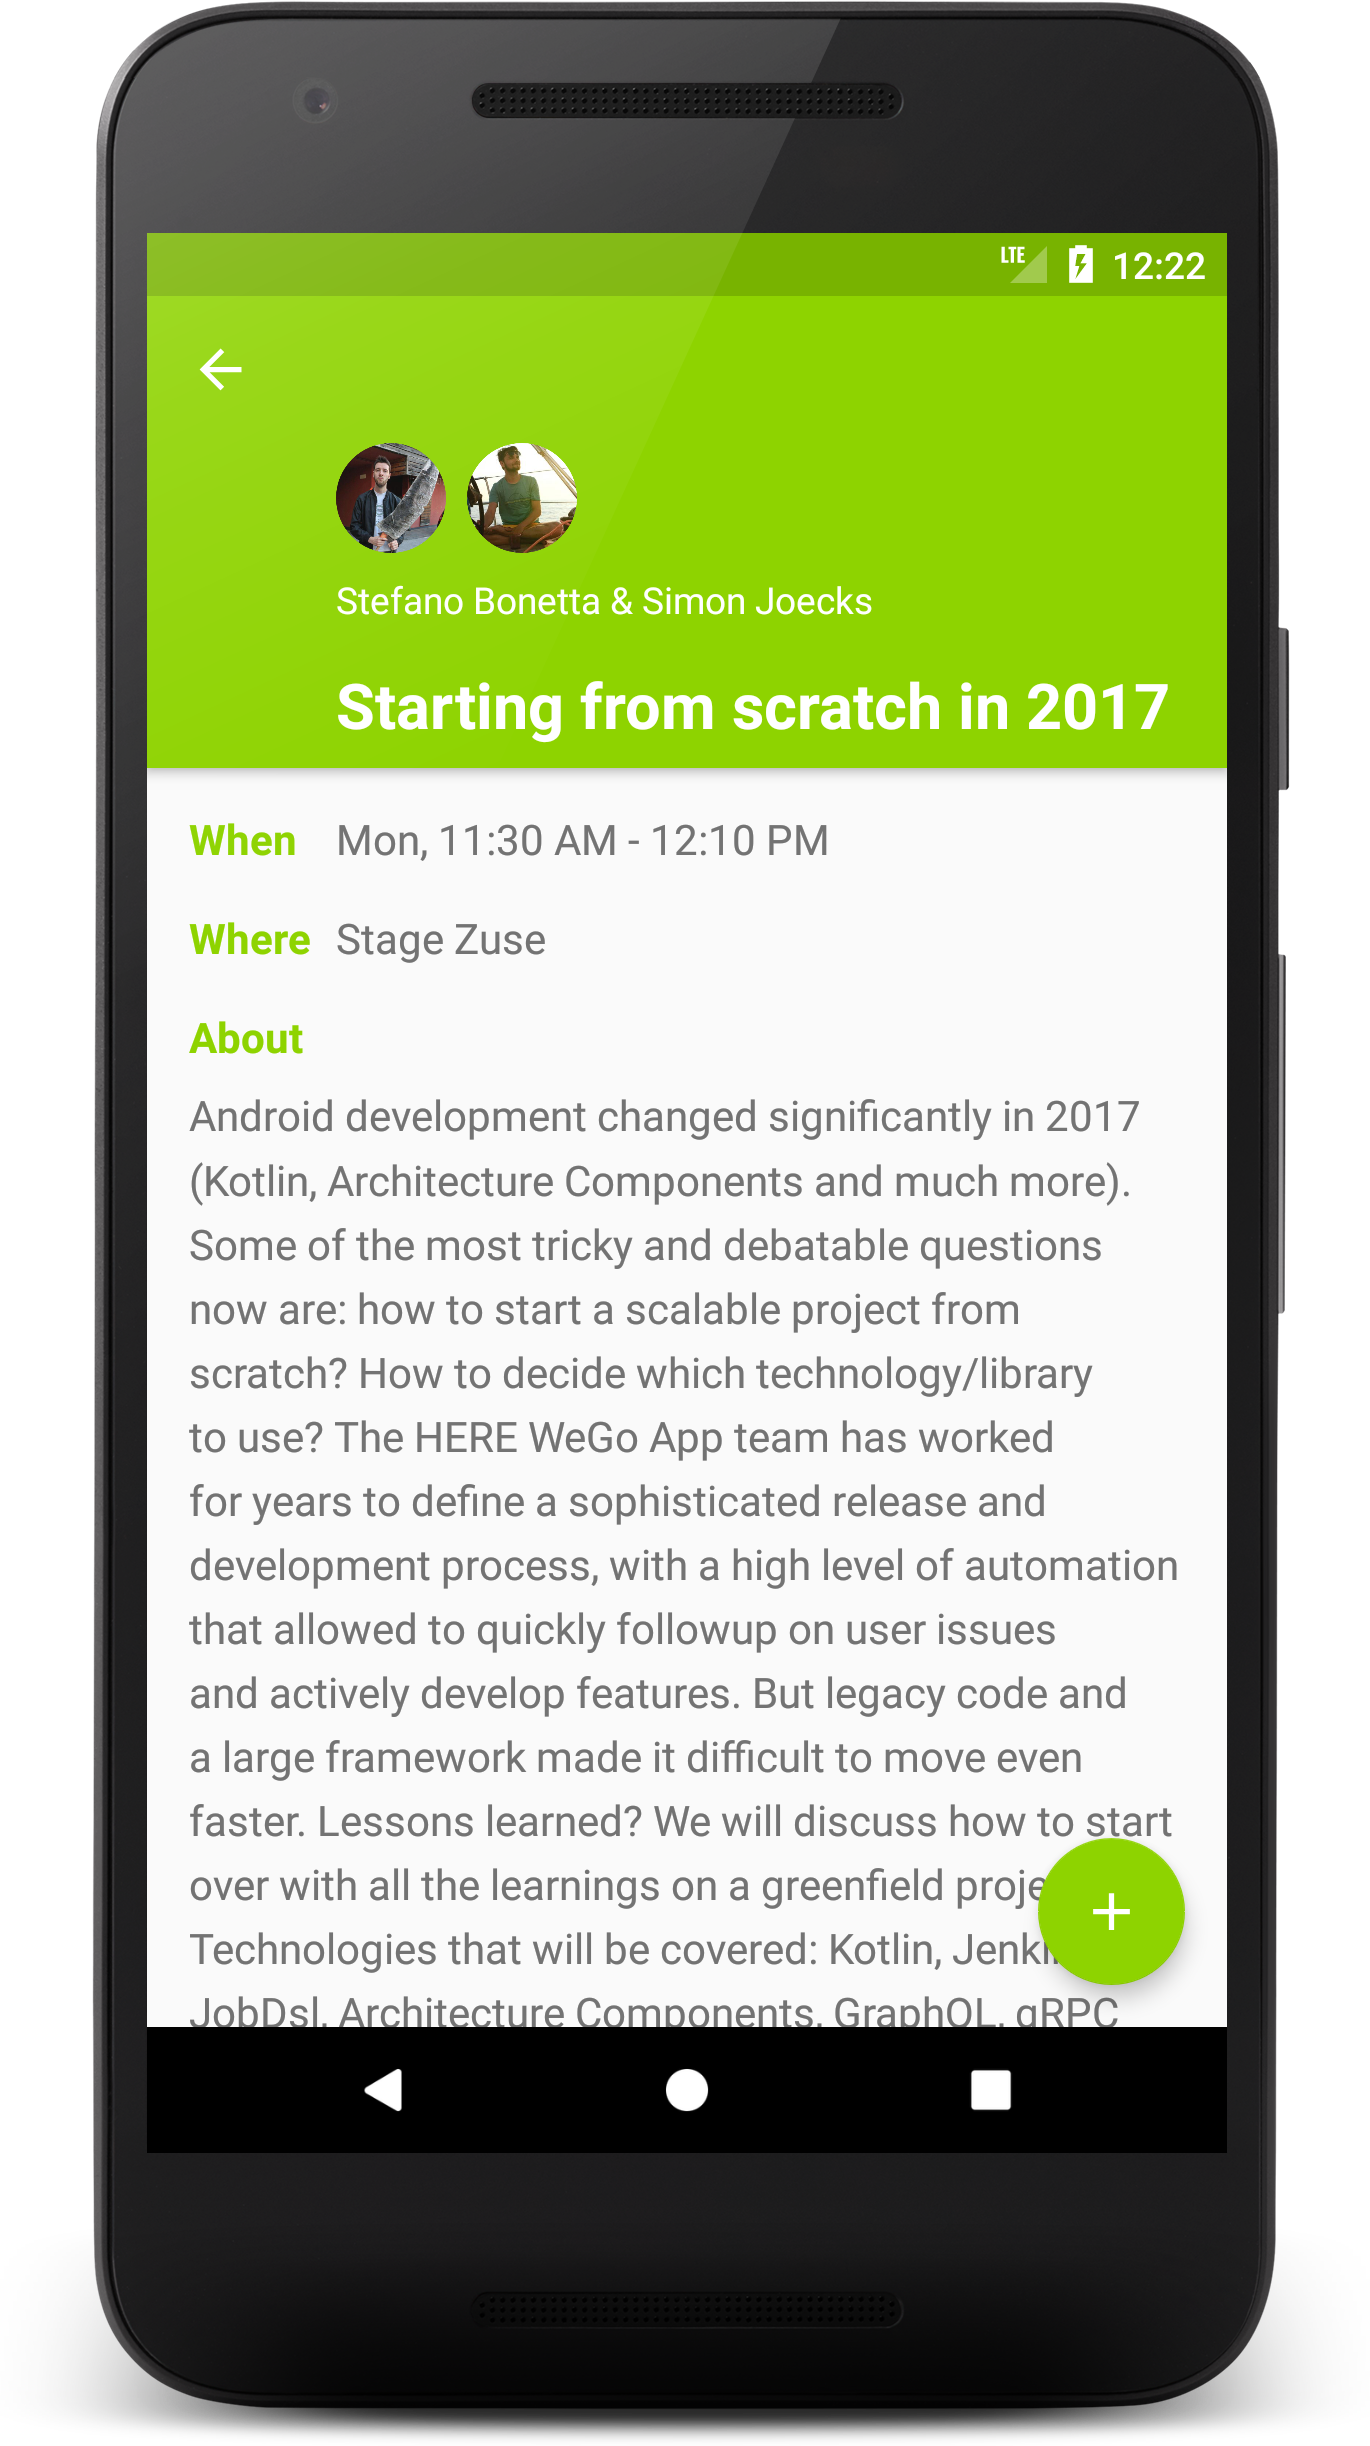 LTE 12:22
Stefano Bonetta & Simon Joecks
Starting from scratch in 2017
When Mon, 11:30 AM - 12:10 PM
Where Stage Zuse
About
Android development changed significantly in 2017
(Kotlin, Architecture Components and much more).
Some of the most tricky and debatable questions
now are: how to start a scalable project from
scratch? How to decide which technology/library
to use? The HERE WeGo App team has worked
for years to define a sophisticated release and
development process, with a high level of automation
that allowed to quickly followup on user issues
and actively develop features. But legacy code and
a large framework made it difficult to move even
faster. Lessons learned? We will discuss how to start
over with all the learnings on a greenfield
Technologies that will be covered: Kotlin,
JobDsl, Architecture Components, GraphQL, gRPC